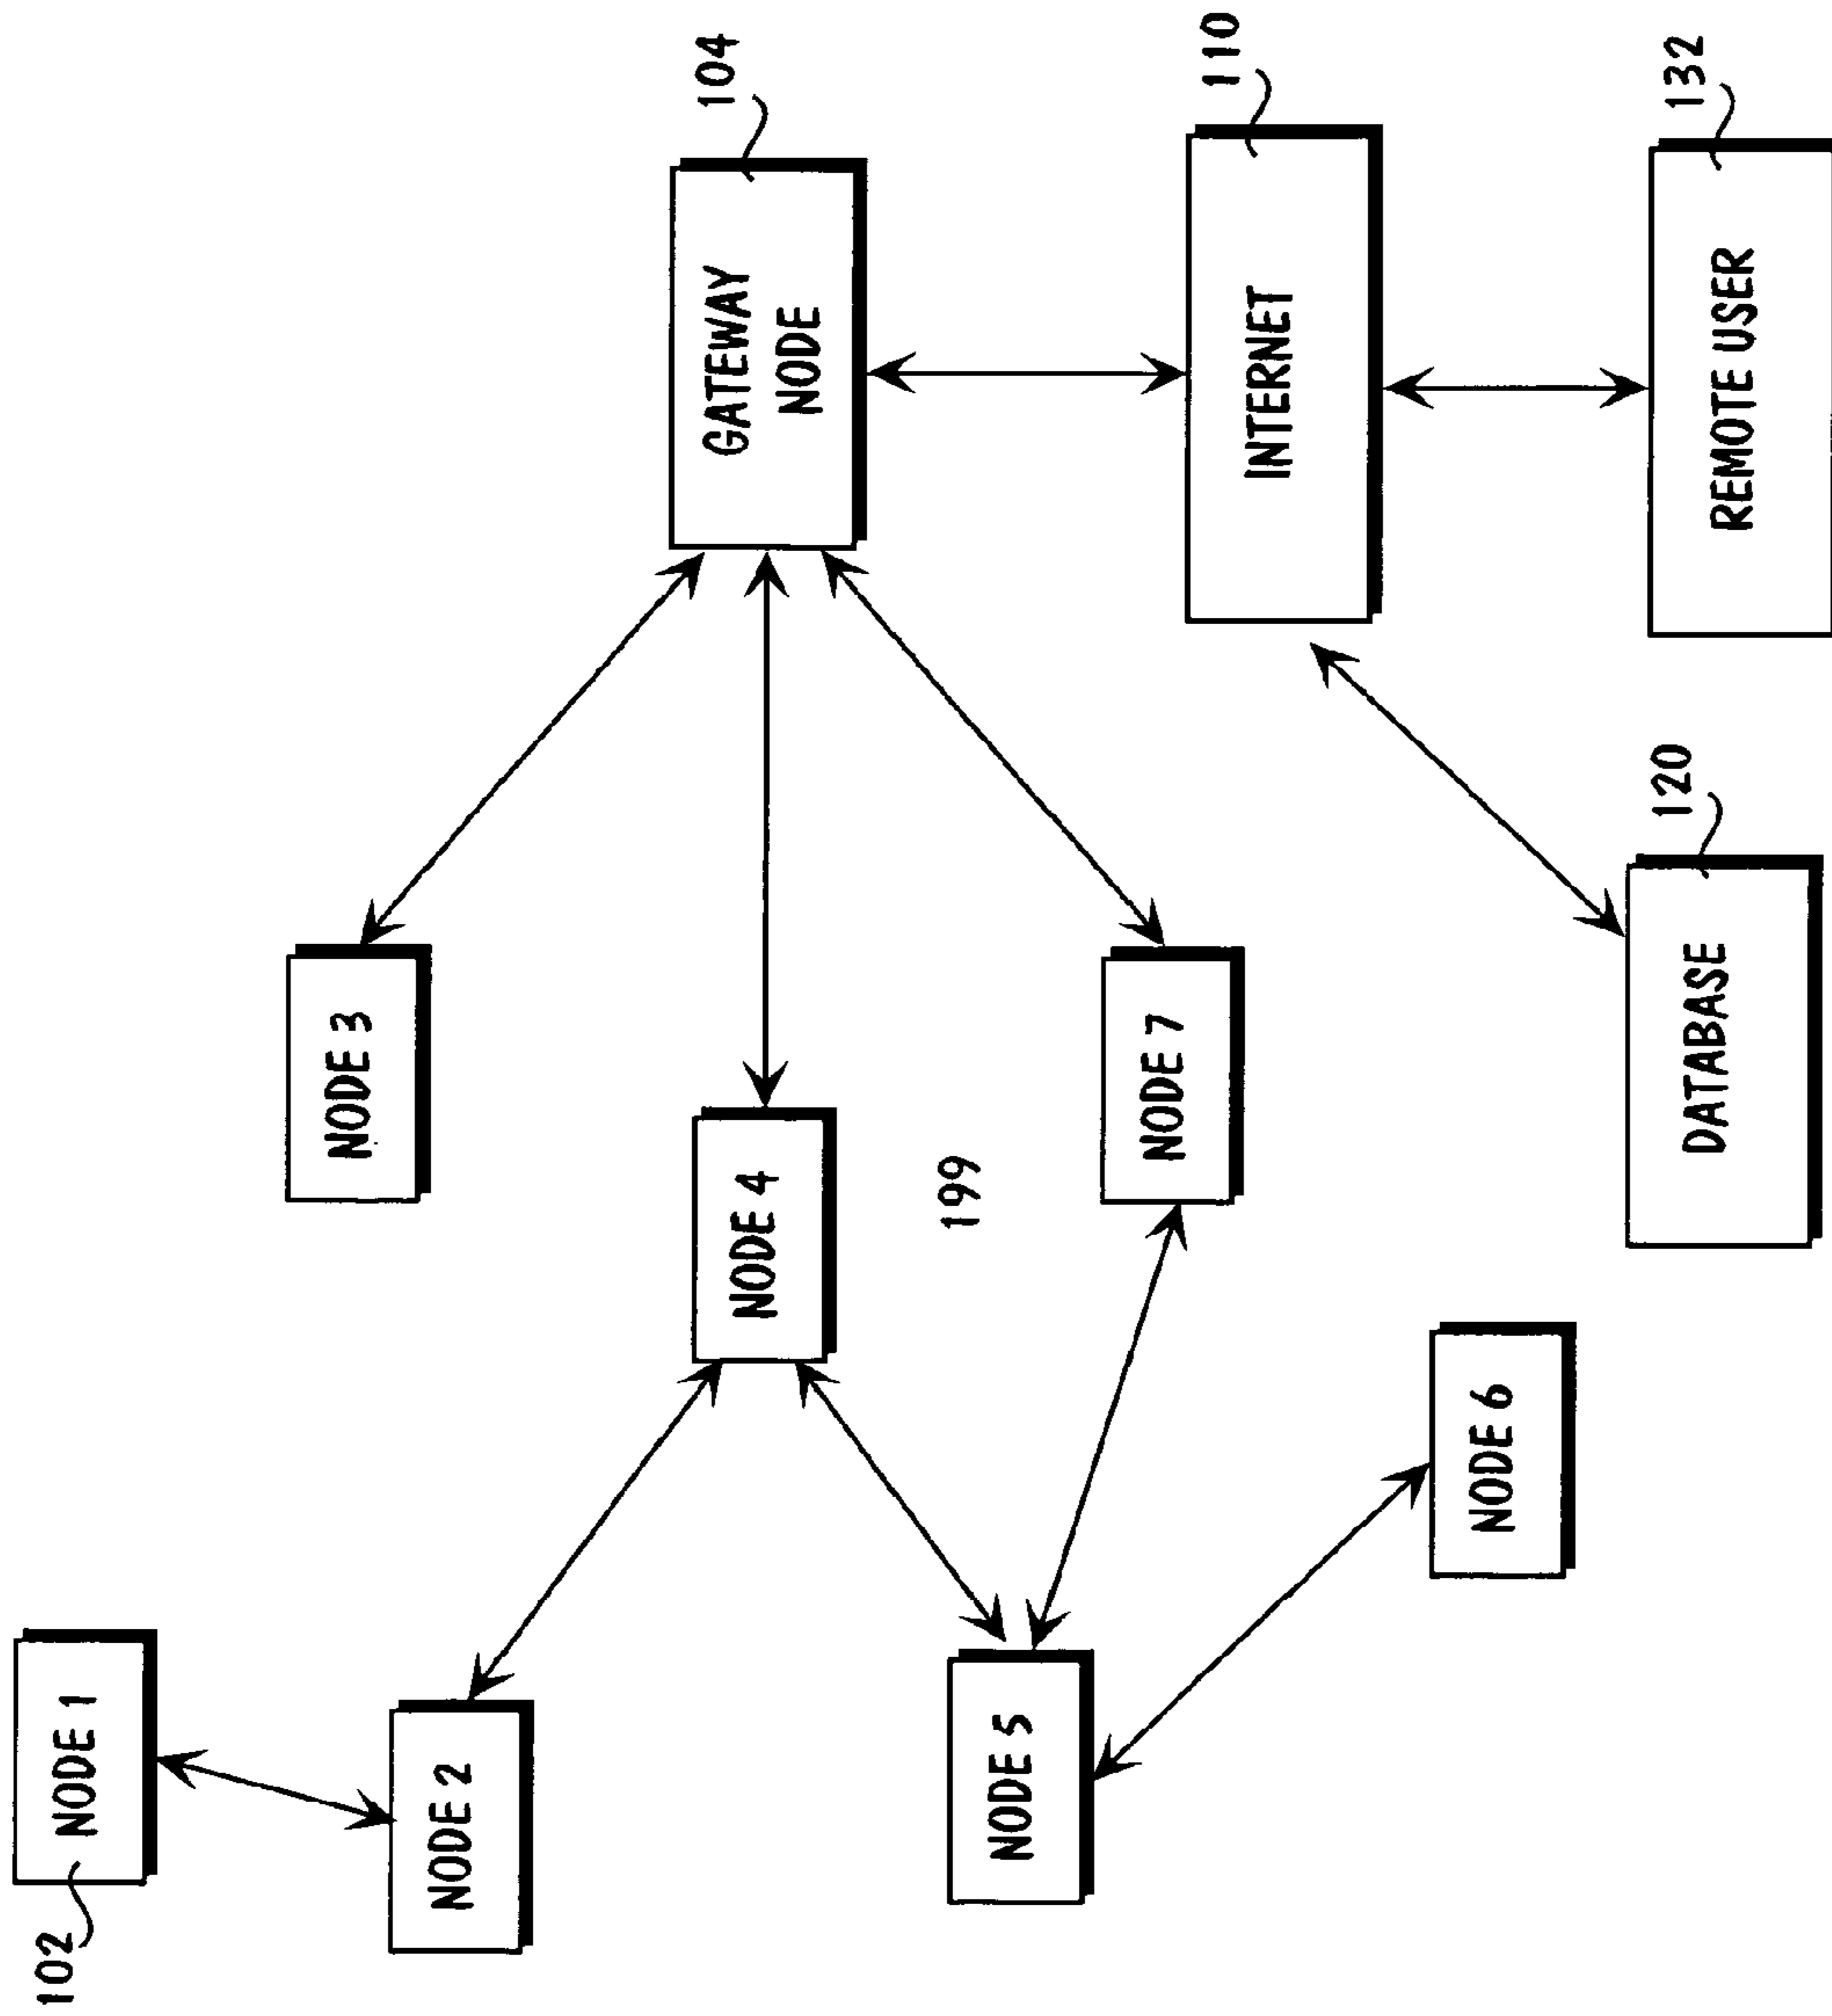 102
NODE 1
NODE 2
NODE 3
NODE 4
NODE 5
NODE 6
NODE 7
199
GATEWAY
NODE
104
INTERNET
110
DATABASE
120
REMOTE USER
132